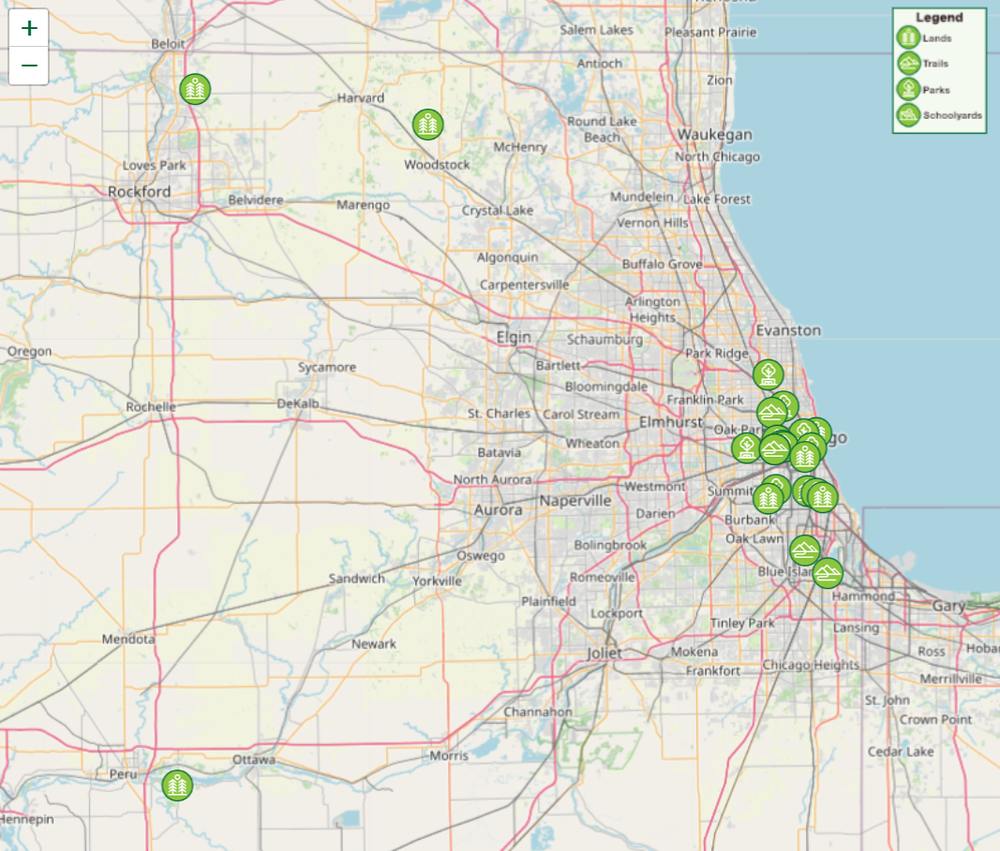 +
−
Legend
Lands
Trails
Parks
Schoolyards
Salem Lakes
Pleasant Prairie
Beloit
Antioch
Zion
Harvard
Round Lake
Beach
Waukegan
McHenry
North Chicago
Loves Park
Woodstock
Rockford
Belvidere
Marengo
Mundelein
Lake Forest
Crystal Lake
Vernon Hills
Algonquin
Buffalo Grove
Carpentersville
Arlington
Heights
Evanston
Elgin
Schaumburg
Oregon
Park Ridge
Sycamore
Bartlett
Bloomingdale
Rochelle
DeKalb
Franklin Park
St. Charles
Carol Stream
Elmhurst
Oak Par
go
Wheaton
Batavia
North Aurora
Westmont
Summit
Aurora
Naperville
Darien
Burbank
Oak Lawn
Bolingbrook
Oswego
Sandwich
Yorkville
Romeoville
Blue Islan
Hammond
Plainfield
Lockport
Gary
Tinley Park
Lansing
Mendota
Newark
Joliet
Mokena
Ross
Hobar
Frankfort
Chicago Heights
Merrillville
St. John
Channahon
Crown Point
Cedar Lake
Morris
Ottawa
Peru
Hennepin